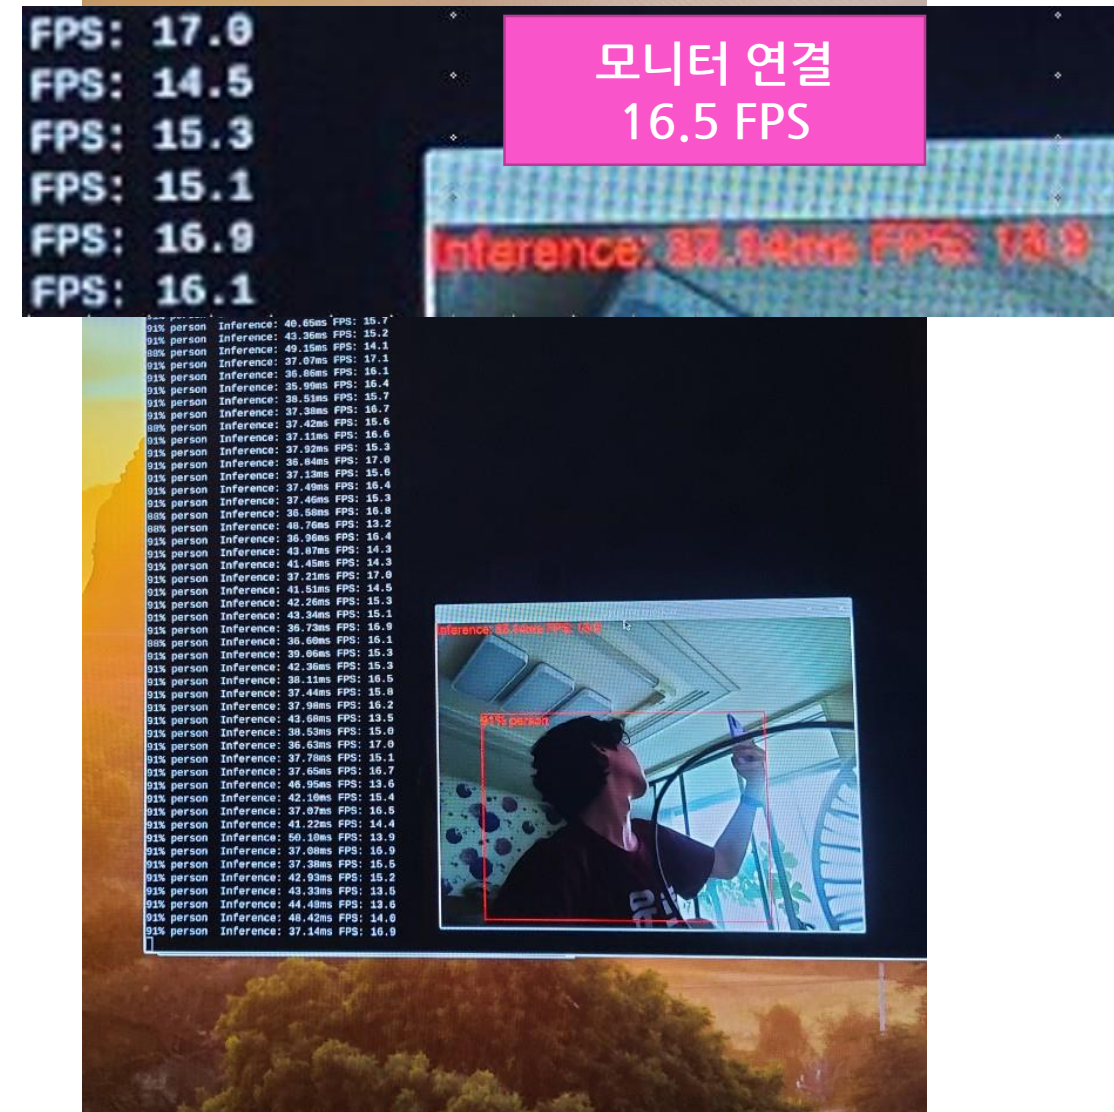 FPS: 17.0
FPS: 14.5
FPS: 15.3
FPS: 15.1
FPS: 16.9
FPS: 16.1
모니터 연결
16.5 FPS
Inference: 37.14ms FPS: 16.9
91% person Inference: 40.65ms FPS: 15.7
91% person Inference: 43.36ms FPS: 15.2
88% person Inference: 49.15ms FPS: 14.1
91% person Inference: 37.07ms FPS: 17.1
91% person Inference: 36.86ms FPS: 16.1
91% person Inference: 35.99ms FPS: 16.4
91% person Inference: 38.51ms FPS: 15.7
91% person Inference: 37.38ms FPS: 16.7
88% person Inference: 37.42ms FPS: 15.6
91% person Inference: 37.11ms FPS: 16.6
91% person Inference: 37.92ms FPS: 15.3
91% person Inference: 36.84ms FPS: 17.0
91% person Inference: 37.13ms FPS: 15.6
91% person Inference: 37.49ms FPS: 16.4
91% person Inference: 37.46ms FPS: 15.3
88% person Inference: 36.58ms FPS: 16.8
88% person Inference: 48.76ms FPS: 13.2
91% person Inference: 36.96ms FPS: 16.4
91% person Inference: 43.87ms FPS: 14.3
91% person Inference: 41.45ms FPS: 14.3
91% person Inference: 37.21ms FPS: 17.0
91% person Inference: 41.51ms FPS: 14.5
91% person Inference: 42.26ms FPS: 15.3
91% person Inference: 43.34ms FPS: 15.1
91% person Inference: 36.73ms FPS: 16.9
88% person Inference: 36.60ms FPS: 16.1
91% person Inference: 39.06ms FPS: 15.3
91% person Inference: 42.36ms FPS: 15.3
91% person Inference: 38.11ms FPS: 16.5
91% person Inference: 37.44ms FPS: 15.8
91% person Inference: 37.98ms FPS: 16.2
91% person Inference: 43.68ms FPS: 13.5
91% person Inference: 38.53ms FPS: 15.0
91% person Inference: 36.63ms FPS: 17.0
91% person Inference: 37.78ms FPS: 15.1
91% person Inference: 37.65ms FPS: 16.7
91% person Inference: 46.95ms FPS: 13.6
91% person Inference: 42.10ms FPS: 15.4
91% person Inference: 37.07ms FPS: 16.5
91% person Inference: 41.22ms FPS: 14.4
91% person Inference: 50.10ms FPS: 13.9
91% person Inference: 37.08ms FPS: 16.9
91% person Inference: 37.38ms FPS: 15.5
91% person Inference: 42.93ms FPS: 15.2
91% person Inference: 43.33ms FPS: 13.5
91% person Inference: 44.48ms FPS: 13.6
91% person Inference: 48.42ms FPS: 14.0
91% person Inference: 37.14ms FPS: 16.9
Inference: 37.14ms FPS: 16.9
91% person